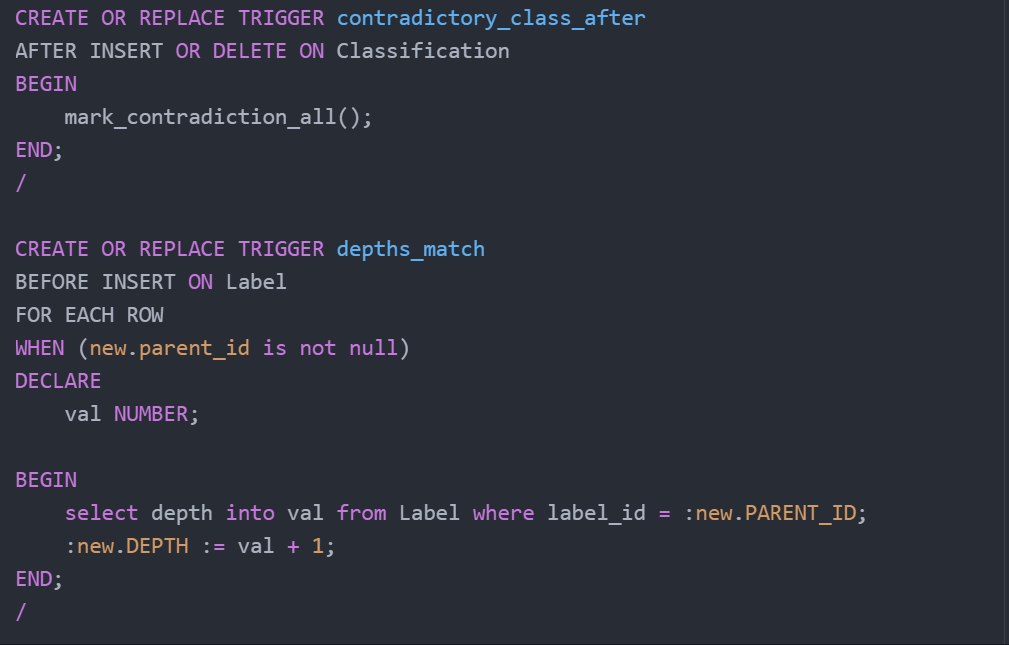 CREATE OR REPLACE TRIGGER contradictory_class_after
AFTER INSERT OR DELETE ON Classification
BEGIN
    mark_contradiction_all();
END;
/

CREATE OR REPLACE TRIGGER depths_match
BEFORE INSERT ON Label
FOR EACH ROW
WHEN (new.parent_id is not null)
DECLARE
    val NUMBER;

BEGIN
    select depth into val from Label where label_id = :new.PARENT_ID;
    :new.DEPTH := val + 1;
END;
/